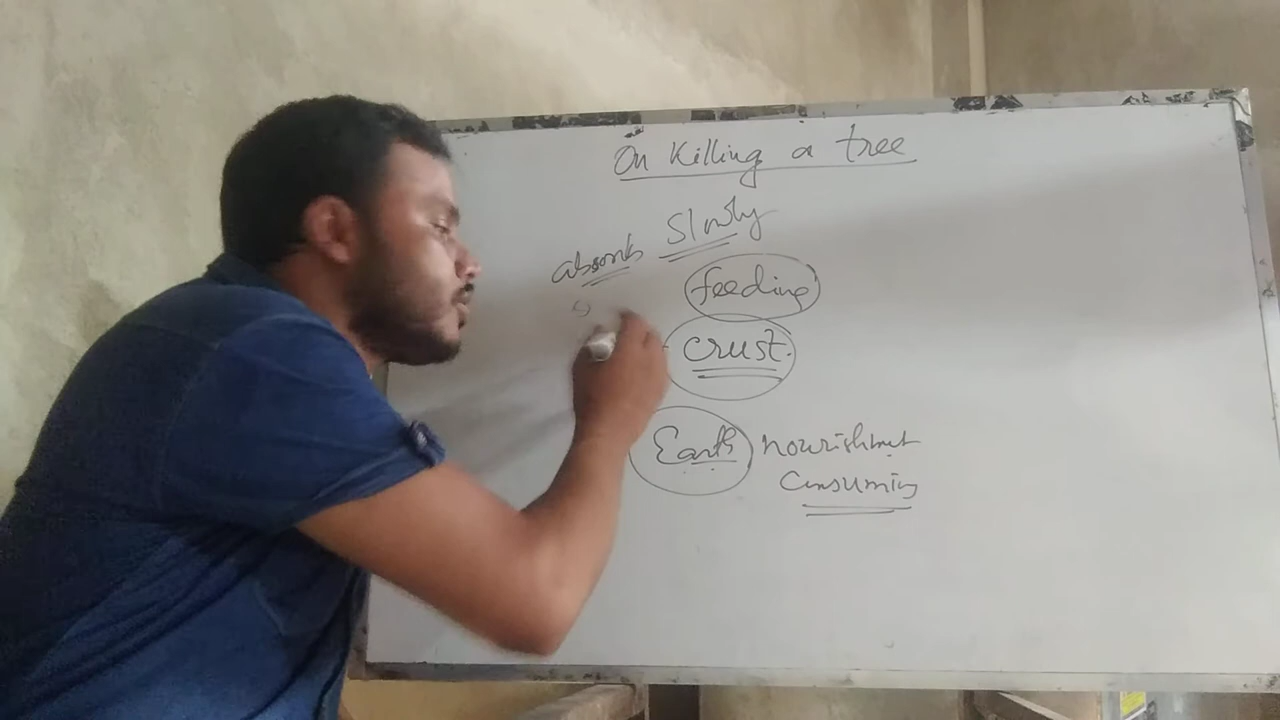 On Killing a tree
Slowly
absorb
feeding
crust.
Earth nourishment
Consuming